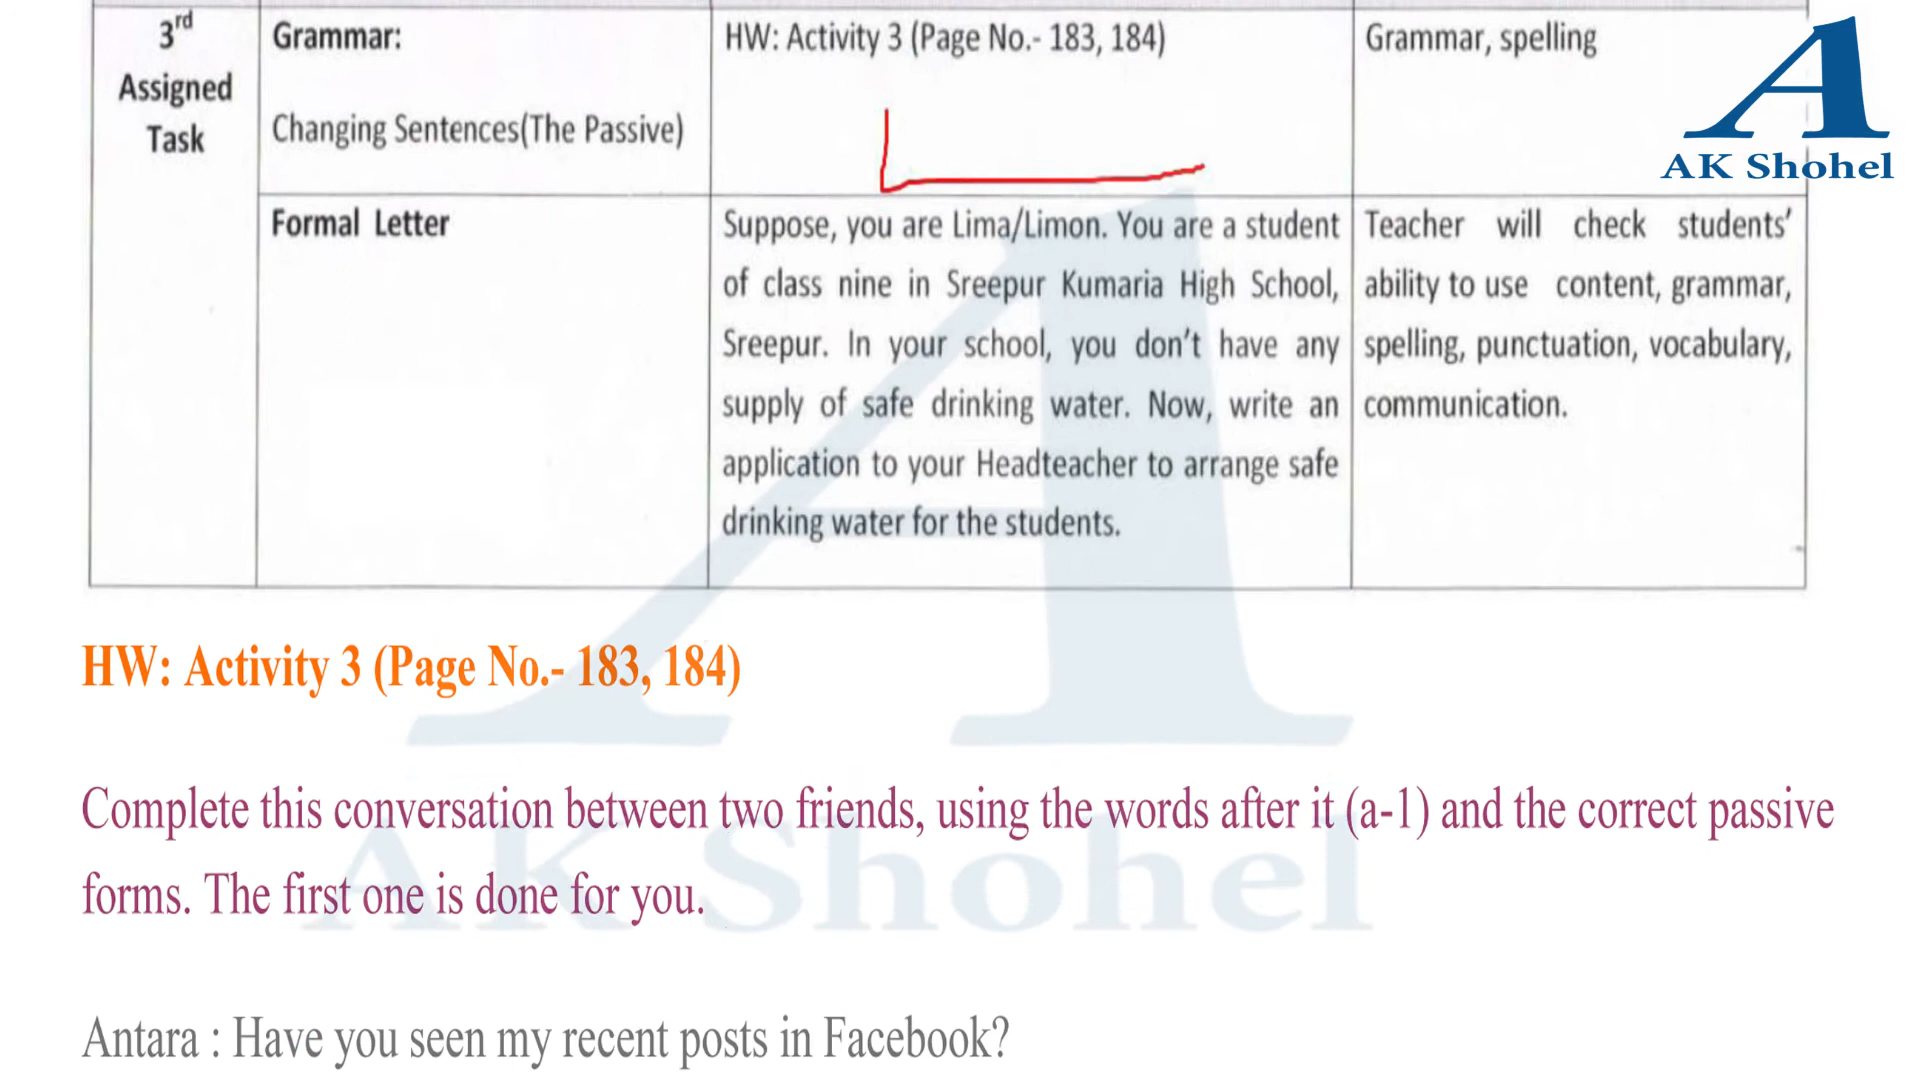 3rd
Assigned
Task
Grammar:
Changing Sentences(The Passive)
HW: Activity 3 (Page No.- 183, 184)
Grammar, spelling
Formal Letter
Suppose, you are Lima/Limon. You are a student
of class nine in Sreepur Kumaria High School,
Sreepur. In your school, you don't have any
supply of safe drinking water. Now, write an
application to your Headteacher to arrange safe
drinking water for the students.
Teacher will check students'
ability to use content, grammar,
spelling, punctuation, vocabulary,
communication.
A
AK Shohel
HW: Activity 3 (Page No.- 183, 184)
Complete this conversation between two friends, using the words after it (a-1) and the correct passive
forms. The first one is done for you.
Antara : Have you seen my recent posts in Facebook?
A
AK Shohel